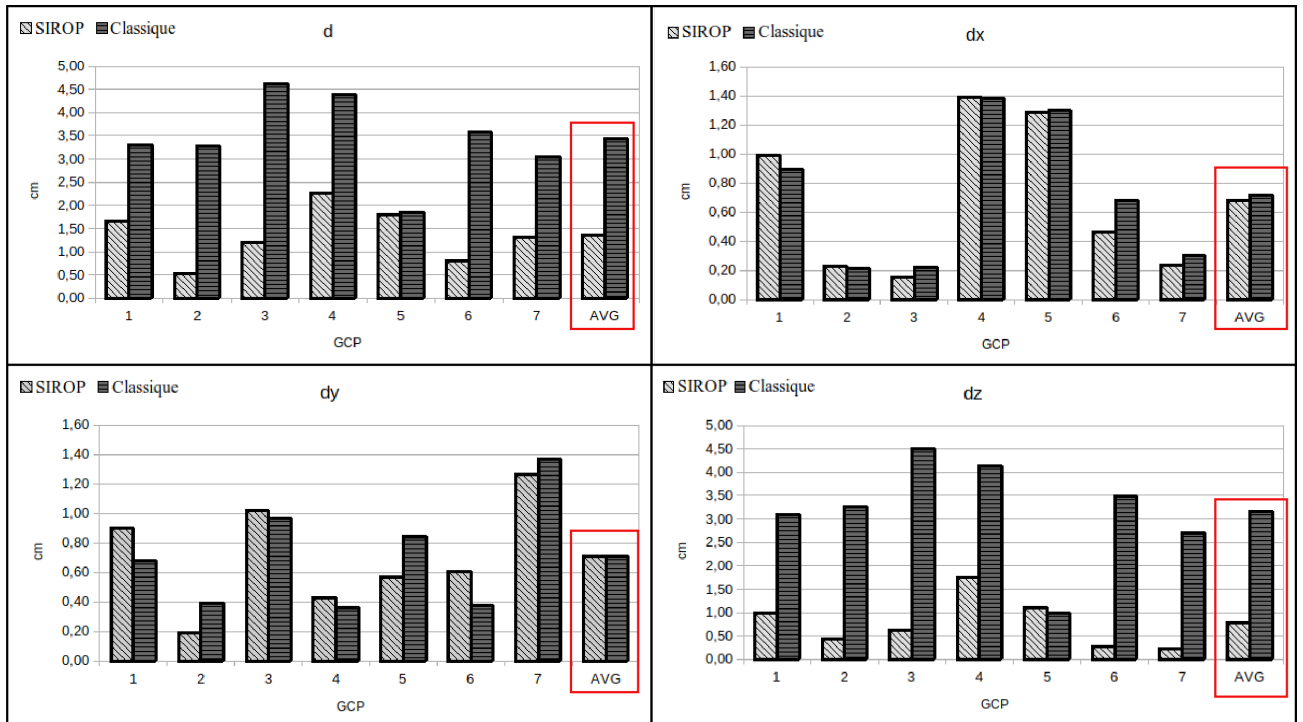 SIROP Classique
d
5,00
4,50
4,00
3,50
3,00
2,50
2,00
1,50
1,00
0,50
0,00
cm
1 2 3 4 5 6 7 AVG
GCP
SIROP Classique
dx
1,60
1,40
1,20
1,00
0,80
0,60
0,40
0,20
0,00
cm
1 2 3 4 5 6 7 AVG
GCP
SIROP Classique
dy
1,60
1,40
1,20
1,00
0,80
0,60
0,40
0,20
0,00
cm
1 2 3 4 5 6 7 AVG
GCP
SIROP Classique
dz
5,00
4,50
4,00
3,50
3,00
2,50
2,00
1,50
1,00
0,50
0,00
cm
1 2 3 4 5 6 7 AVG
GCP